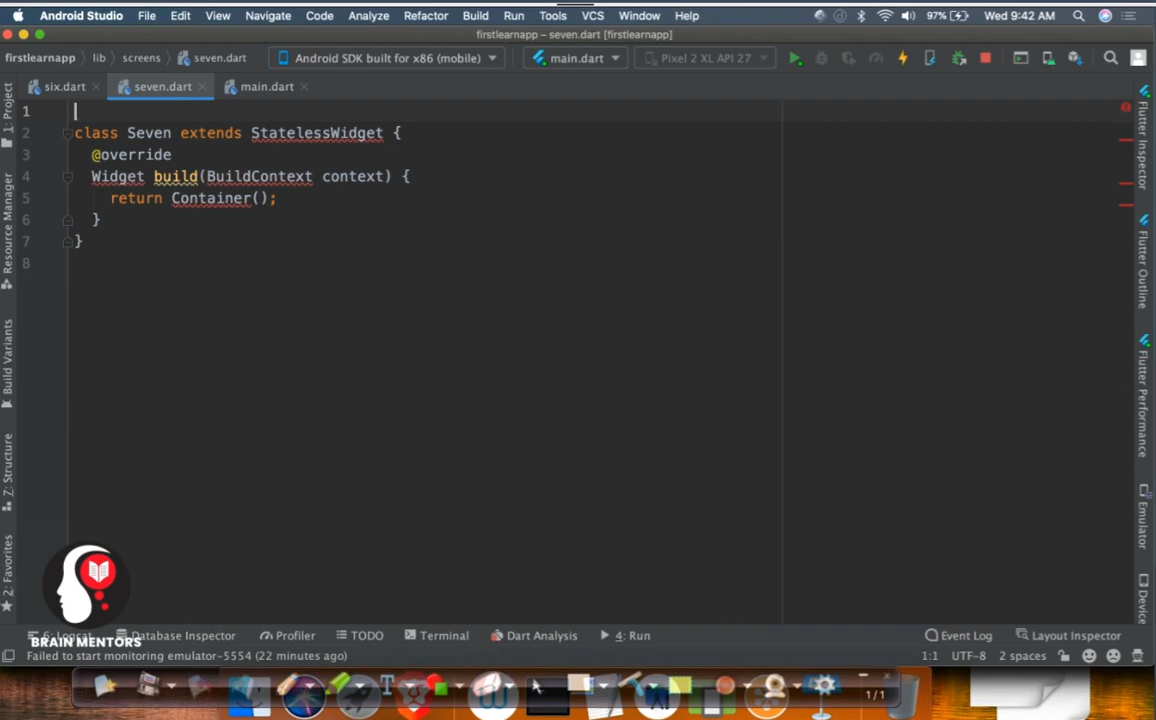 Android Studio File Edit View Navigate Code Analyze Refactor Build Run Tools VCS Window Help 97% Wed 9:42 AM
firstlearnapp – seven.dart [firstlearnapp]
firstlearnapp lib screens seven.dart Android SDK built for x86 (mobile) main.dart Pixel 2 XL API 27
six.dart seven.dart main.dart
1
2 class Seven extends StatelessWidget {
3 @override
4 Widget build(BuildContext context) {
5 return Container();
6 }
7 }
8
1: Project
Resource Manager
Build Variants
7: Structure
2: Favorites
Flutter Inspector
Flutter Outline
Flutter Performance
Emulator
Device
BRAIN MENTORS
6: Logcat Database Inspector Profiler TODO Terminal Dart Analysis 4: Run Event Log Layout Inspector
Failed to start monitoring emulator-5554 (22 minutes ago) 1:1 UTF-8 2 spaces
1/1